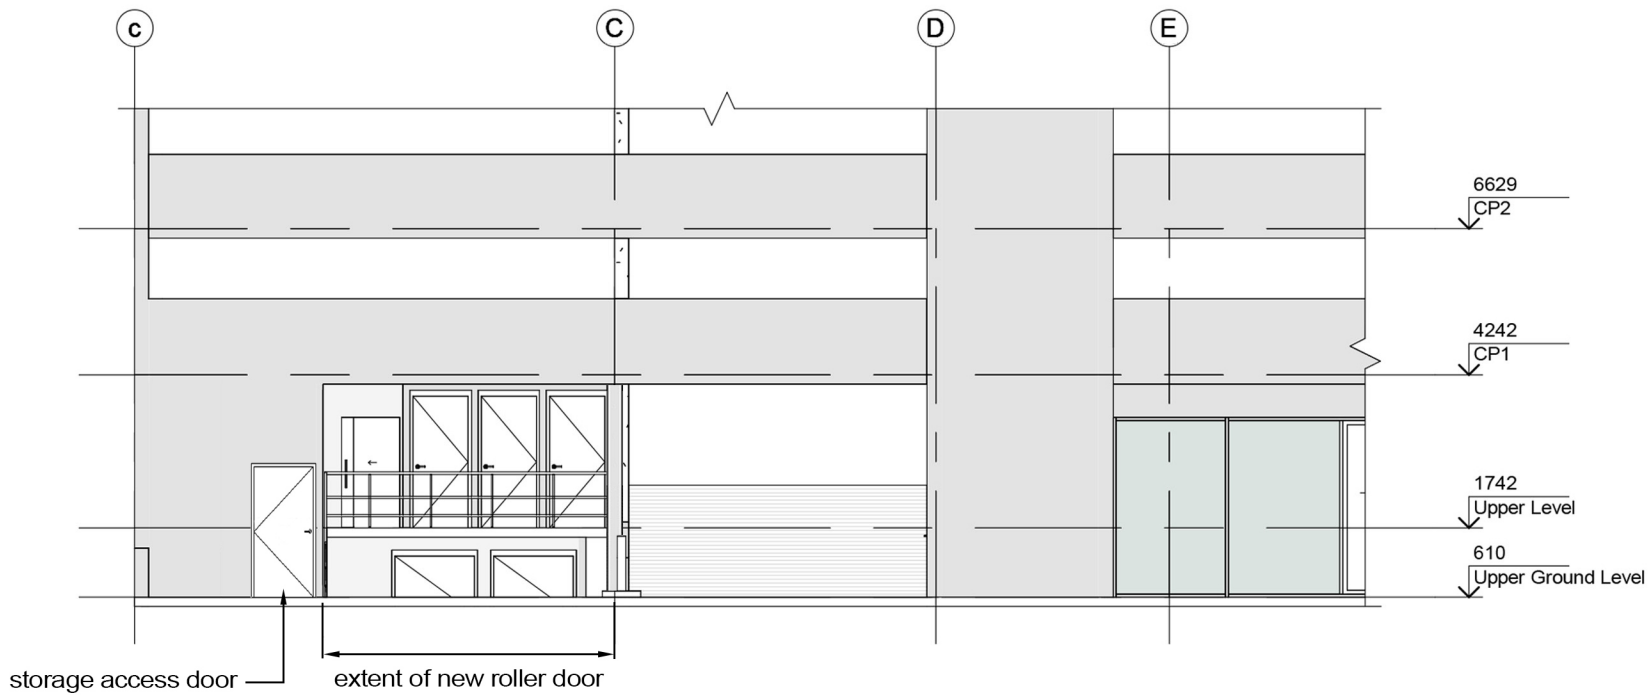 c
C
D
E
6629
CP2
4242
CP1
1742
Upper Level
610
Upper Ground Level
storage access door
extent of new roller door